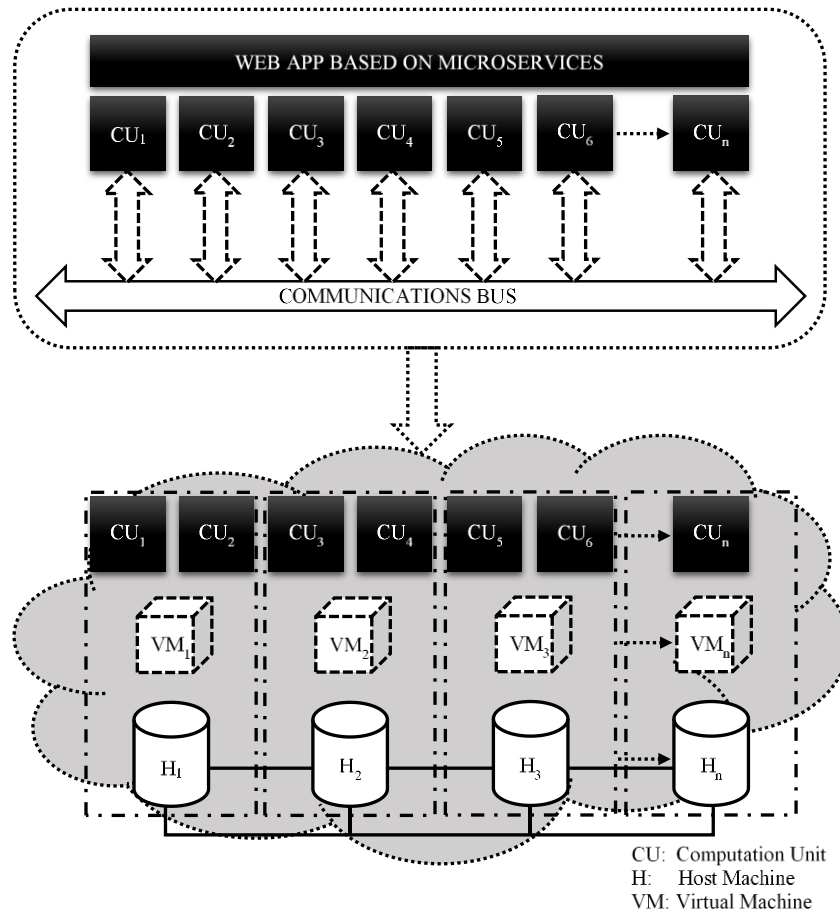 WEB APP BASED ON MICROSERVICES
CU₁ CU₂ CU₃ CU₄ CU₅ CU₆ CUₙ
COMMUNICATIONS BUS
CU₁ CU₂ CU₃ CU₄ CU₅ CU₆ CUₙ
VM₁ VM₂ VM₃ VMₙ
H₁ H₂ H₃ Hₙ
CU: Computation Unit
H: Host Machine
VM: Virtual Machine